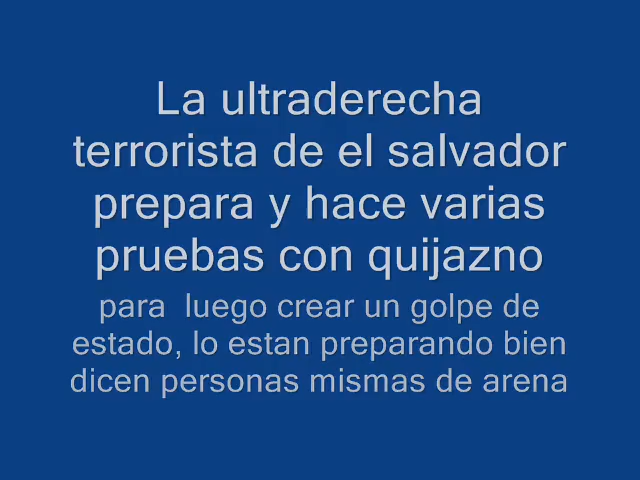 La ultraderecha
terrorista de el salvador
prepara y hace varias
pruebas con quijazno
para luego crear un golpe de
estado, lo estan preparando bien
dicen personas mismas de arena